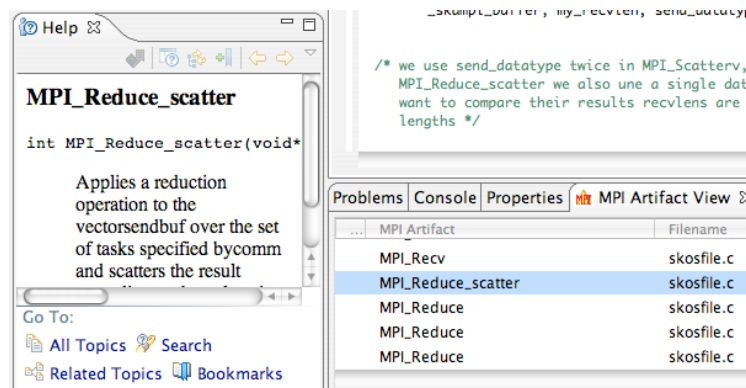 Help
MPI_Reduce_scatter
int MPI_Reduce_scatter(void*
Applies a reduction
operation to the
vectorsendbuf over the set
of tasks specified bycomm
and scatters the result
Go To:
All Topics Search
Related Topics Bookmarks
_skampi_buffer, my_recvlen, send_datatyp
/* we use send_datatype twice in MPI_Scatterv,
MPI_Reduce_scatter we also une a single dat
want to compare their results recvlens are
lengths */
Problems Console Properties MPI Artifact View
... MPI Artifact Filename
MPI_Recv skosfile.c
MPI_Reduce_scatter skosfile.c
MPI_Reduce skosfile.c
MPI_Reduce skosfile.c
MPI_Reduce skosfile.c